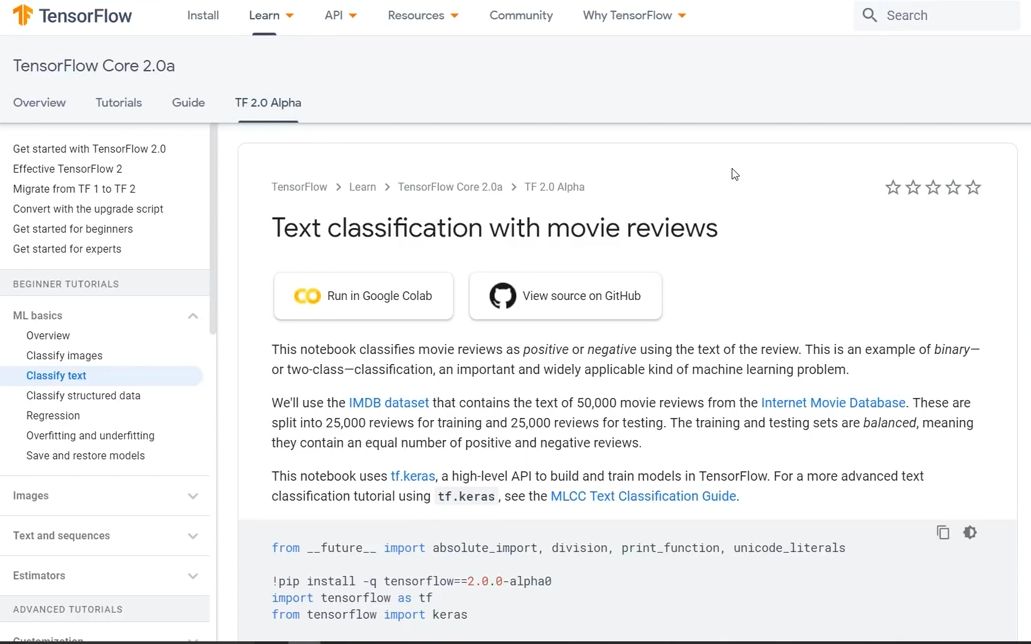 TensorFlow
Install
Learn
API
Resources
Community
Why TensorFlow
Search
TensorFlow Core 2.0a
Overview
Tutorials
Guide
TF 2.0 Alpha
Get started with TensorFlow 2.0
Effective TensorFlow 2
Migrate from TF 1 to TF 2
Convert with the upgrade script
Get started for beginners
Get started for experts
BEGINNER TUTORIALS
ML basics
Overview
Classify images
Classify text
Classify structured data
Regression
Overfitting and underfitting
Save and restore models
Images
Text and sequences
Estimators
ADVANCED TUTORIALS
Customization
TensorFlow > Learn > TensorFlow Core 2.0a > TF 2.0 Alpha
Text classification with movie reviews
Run in Google Colab
View source on GitHub
This notebook classifies movie reviews as positive or negative using the text of the review. This is an example of binary—
or two-class—classification, an important and widely applicable kind of machine learning problem.
We'll use the IMDB dataset that contains the text of 50,000 movie reviews from the Internet Movie Database. These are
split into 25,000 reviews for training and 25,000 reviews for testing. The training and testing sets are balanced, meaning
they contain an equal number of positive and negative reviews.
This notebook uses tf.keras, a high-level API to build and train models in TensorFlow. For a more advanced text
classification tutorial using tf.keras, see the MLCC Text Classification Guide.
from __future__ import absolute_import, division, print_function, unicode_literals
!pip install -q tensorflow==2.0.0-alpha0
import tensorflow as tf
from tensorflow import keras